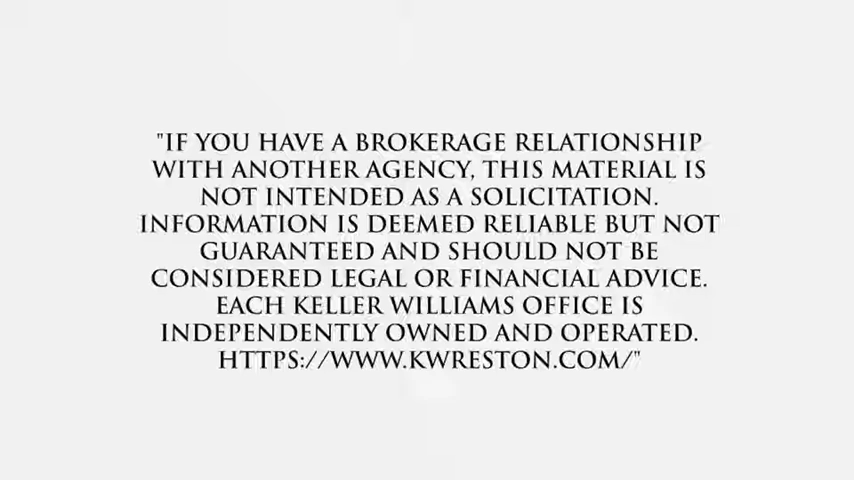 "IF YOU HAVE A BROKERAGE RELATIONSHIP
WITH ANOTHER AGENCY, THIS MATERIAL IS
NOT INTENDED AS A SOLICITATION.
INFORMATION IS DEEMED RELIABLE BUT NOT
GUARANTEED AND SHOULD NOT BE
CONSIDERED LEGAL OR FINANCIAL ADVICE.
EACH KELLER WILLIAMS OFFICE IS
INDEPENDENTLY OWNED AND OPERATED.
HTTPS://WWW.KWRESTON.COM/"